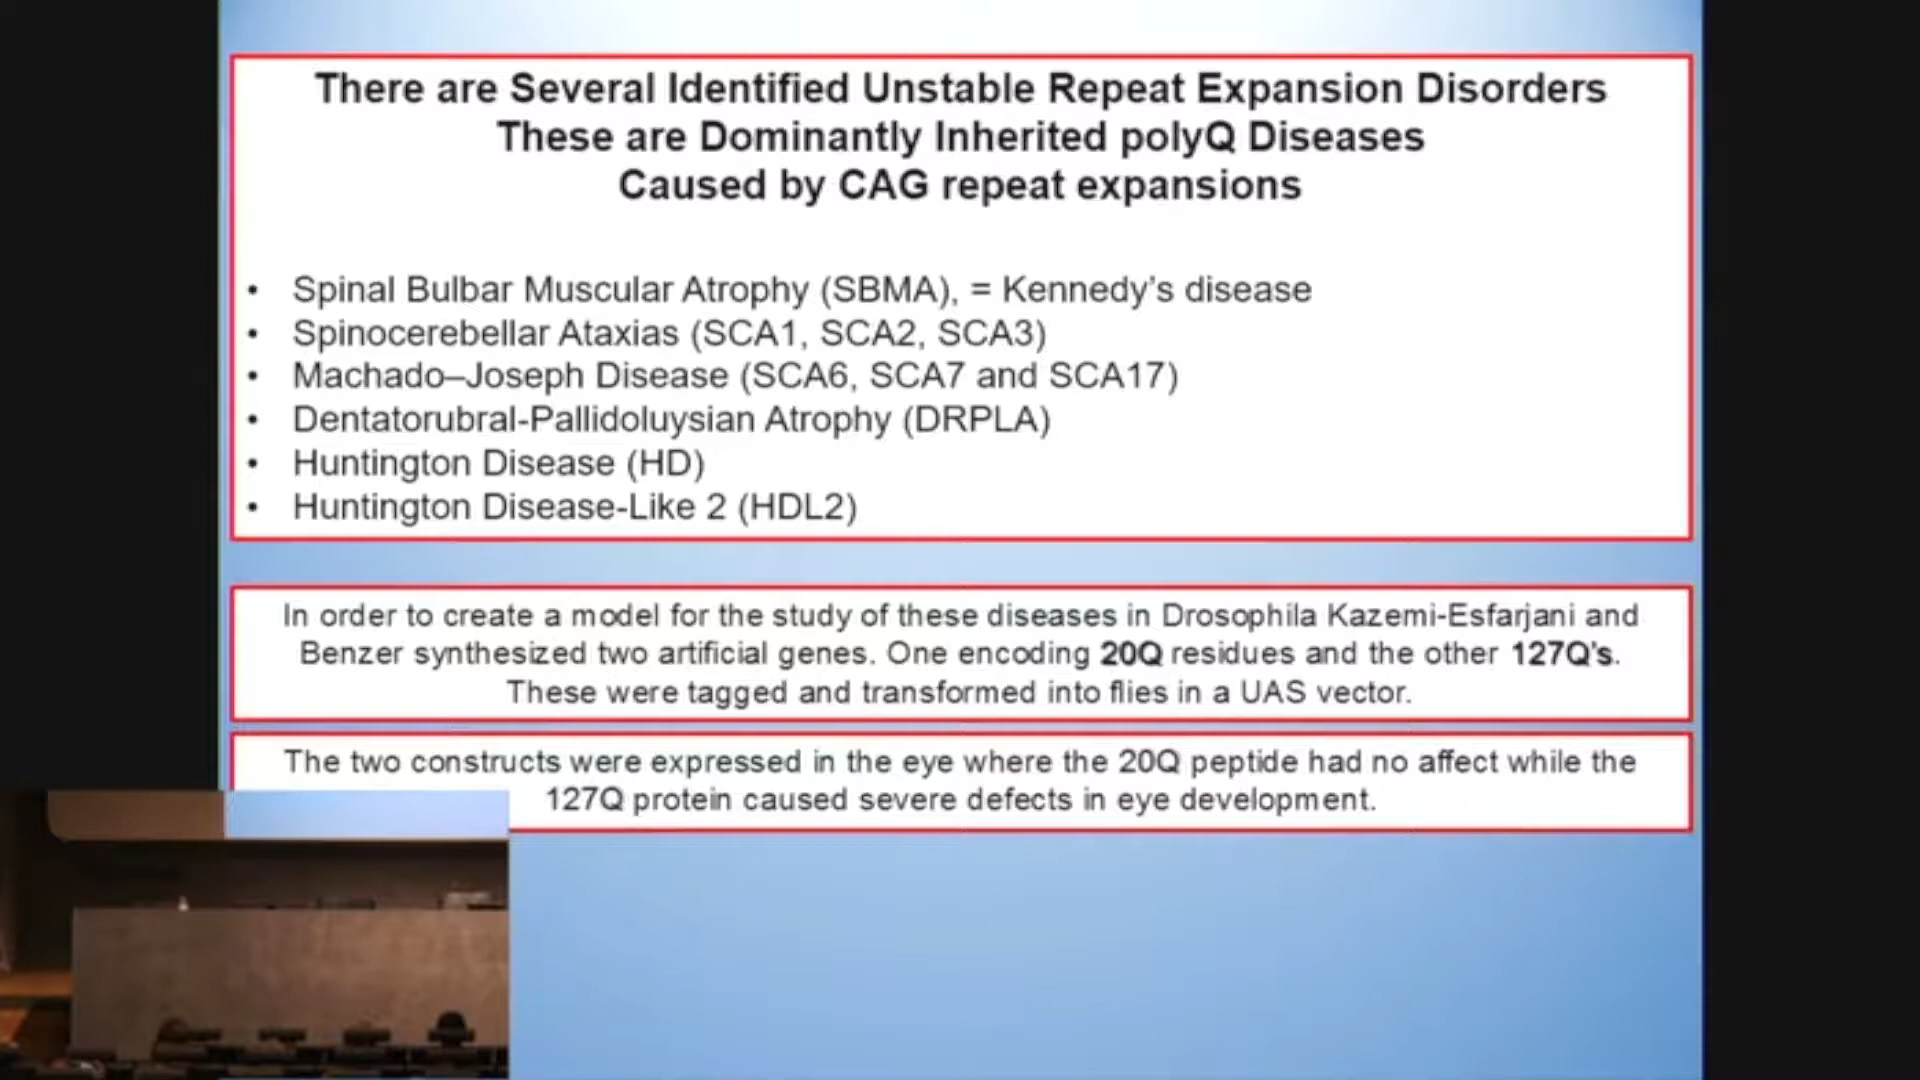 There are Several Identified Unstable Repeat Expansion Disorders
These are Dominantly Inherited polyQ Diseases
Caused by CAG repeat expansions
• Spinal Bulbar Muscular Atrophy (SBMA), = Kennedy's disease
• Spinocerebellar Ataxias (SCA1, SCA2, SCA3)
• Machado–Joseph Disease (SCA6, SCA7 and SCA17)
• Dentatorubral-Pallidoluysian Atrophy (DRPLA)
• Huntington Disease (HD)
• Huntington Disease-Like 2 (HDL2)
In order to create a model for the study of these diseases in Drosophila Kazemi-Esfarjani and
Benzer synthesized two artificial genes. One encoding 20Q residues and the other 127Q's.
These were tagged and transformed into flies in a UAS vector.
The two constructs were expressed in the eye where the 20Q peptide had no affect while the
127Q protein caused severe defects in eye development.